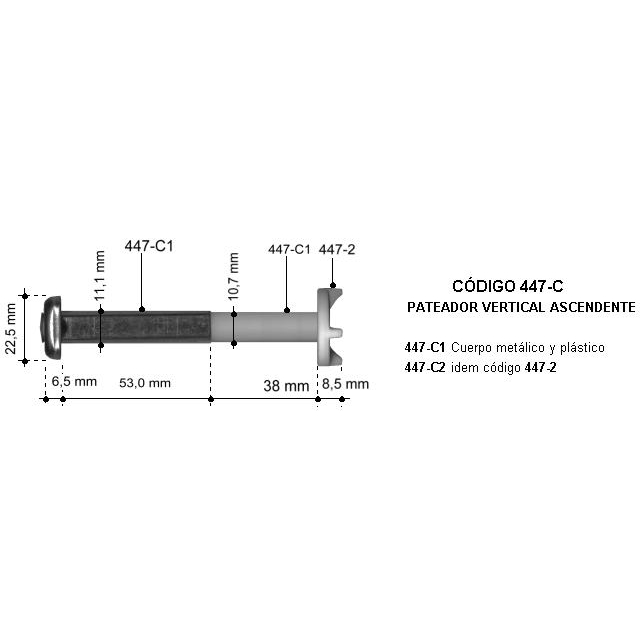 447-C1
447-C1 447-2
11,1 mm
10,7 mm
22,5 mm
6,5 mm
53,0 mm
38 mm
8,5 mm
CÓDIGO 447-C
PATEADOR VERTICAL ASCENDENTE
447-C1 Cuerpo metálico y plástico
447-C2 idem código 447-2